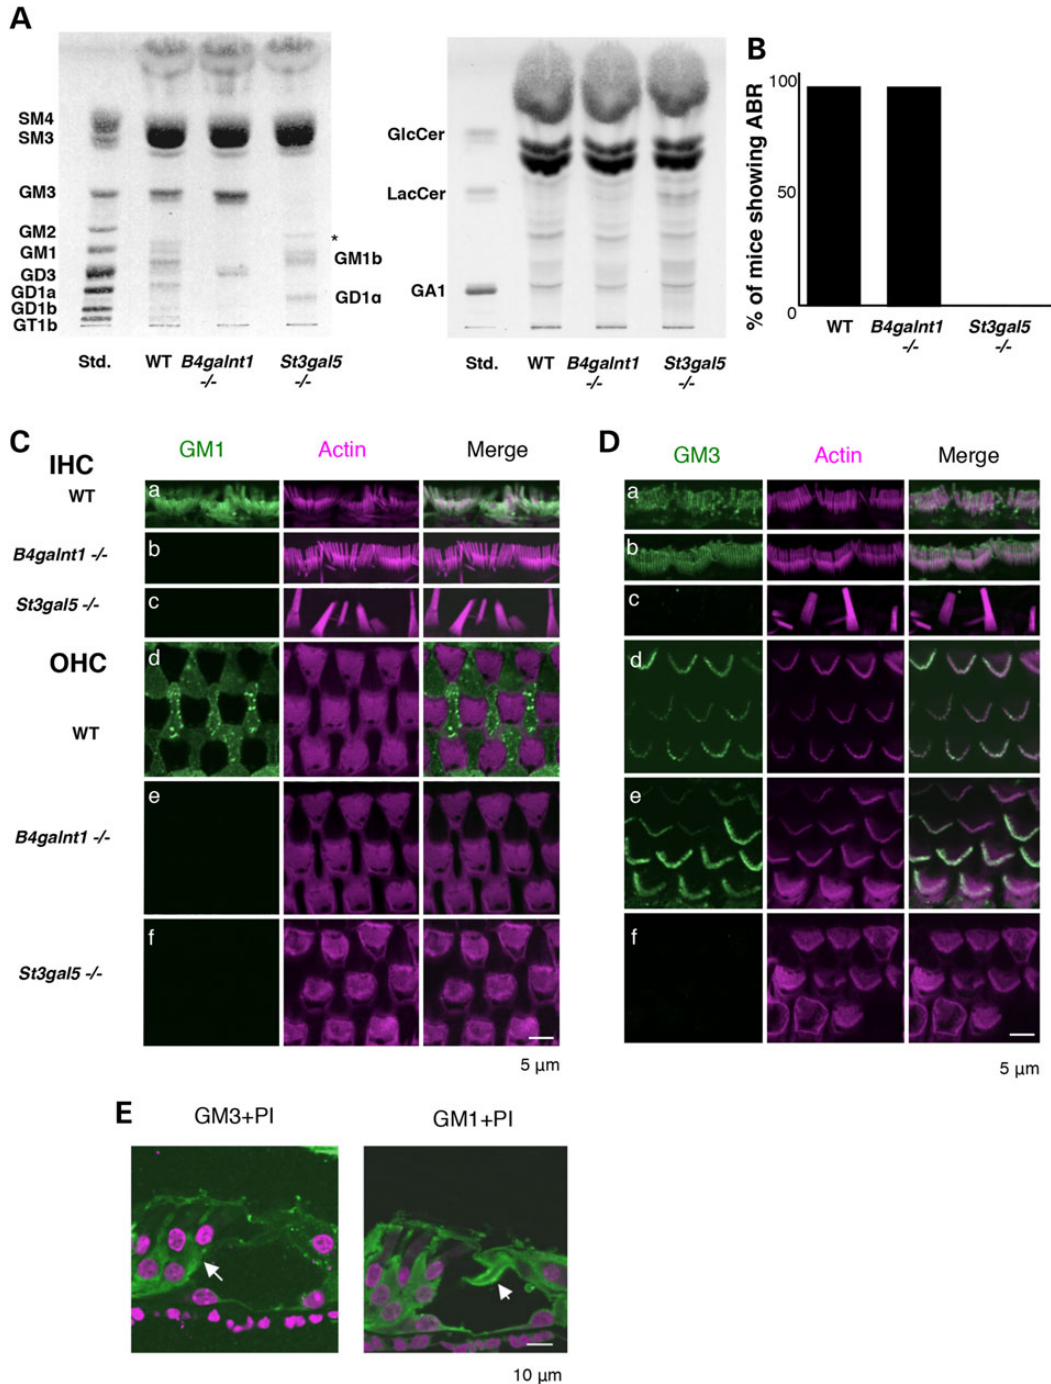 A
SM4
SM3
GM3
GM2
GM1
GD3
GD1a
GD1b
GT1b
*
GM1b
GD1α
Std. WT B4galnt1 -/- St3gal5 -/-
GlcCer
LacCer
GA1
Std. WT B4galnt1 -/- St3gal5 -/-
B
% of mice showing ABR
100
50
0
WT B4galnt1 -/- St3gal5 -/-
C
GM1 Actin Merge
IHC
WT
a
B4galnt1 -/-
b
St3gal5 -/-
c
OHC
d
WT
e
B4galnt1 -/-
f
St3gal5 -/-
5 µm
D
GM3 Actin Merge
a
b
c
d
e
f
5 µm
E
GM3+PI GM1+PI
10 µm